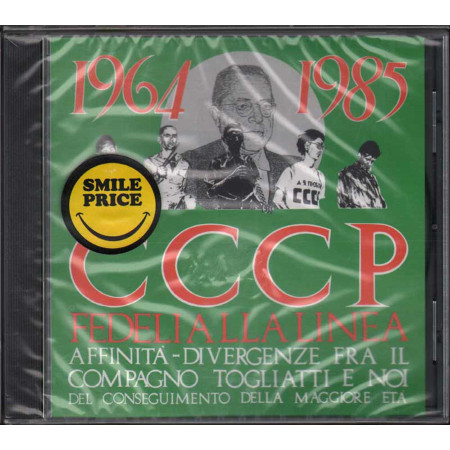 1964 1985
SMILE
PRICE
CCCP
FEDELI ALLA LINEA
AFFINITÀ-DIVERGENZE FRA IL
COMPAGNO TOGLIATTI E NOI
DEL CONSEGUIMENTO DELLA MAGGIORE ETÀ